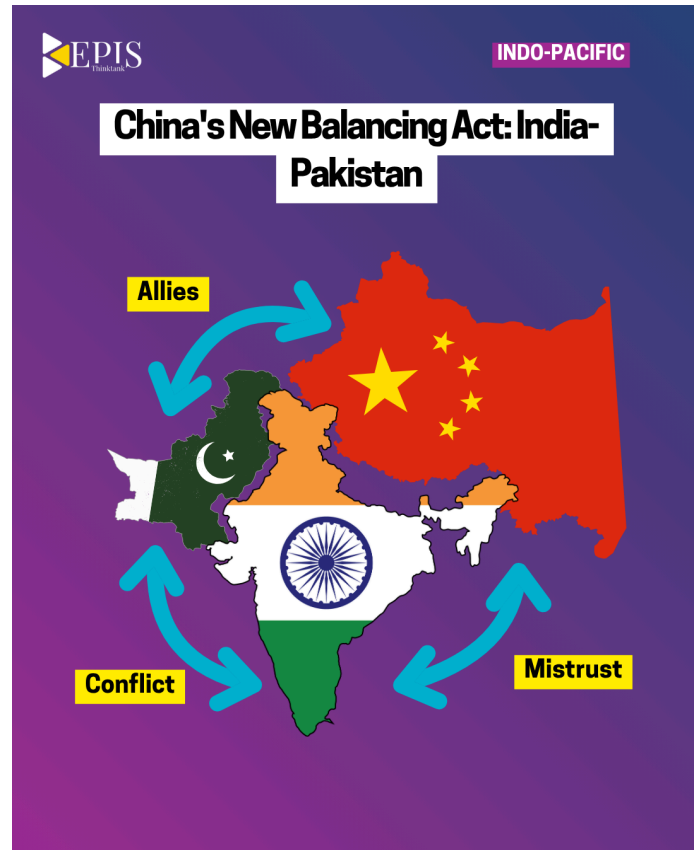 EPIS
Thinktank
INDO-PACIFIC
China's New Balancing Act: India-
Pakistan
Allies
Conflict
Mistrust